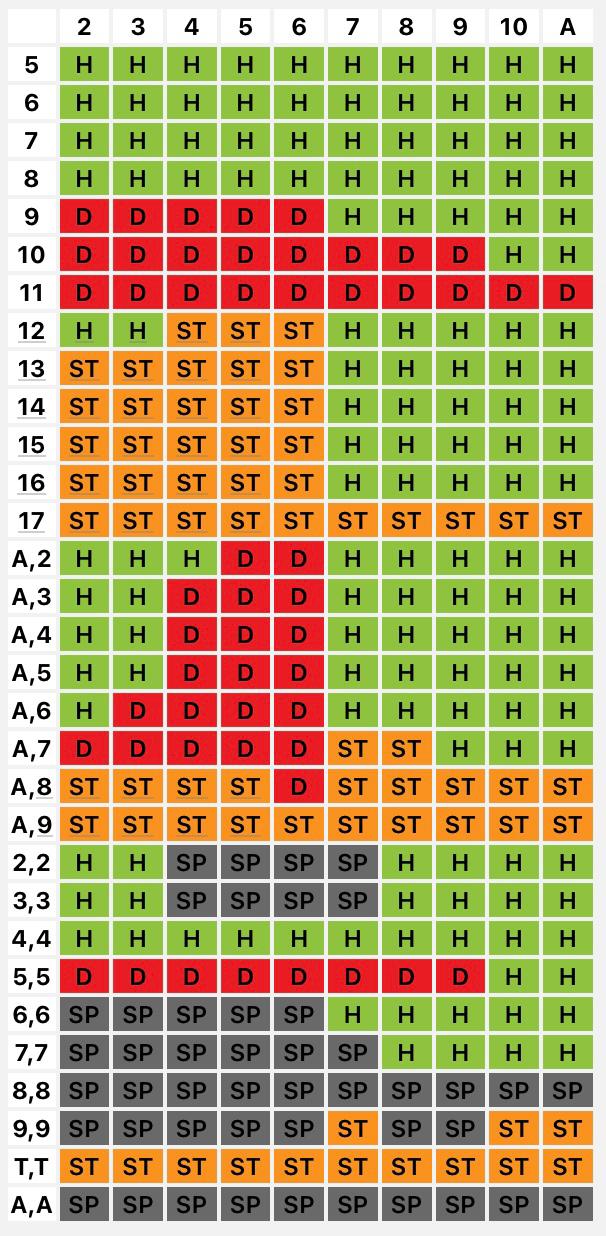 2 3 4 5 6 7 8 9 10 A
5 H H H H H H H H H H
6 H H H H H H H H H H
7 H H H H H H H H H H
8 H H H H H H H H H H
9 D D D D D H H H H H
10 D D D D D D D D H H
11 D D D D D D D D D D
12 H H ST ST ST H H H H H
13 ST ST ST ST ST H H H H H
14 ST ST ST ST ST H H H H H
15 ST ST ST ST ST H H H H H
16 ST ST ST ST ST H H H H H
17 ST ST ST ST ST ST ST ST ST ST
A,2 H H H D D H H H H H
A,3 H H D D D H H H H H
A,4 H H D D D H H H H H
A,5 H H D D D H H H H H
A,6 H D D D D H H H H H
A,7 D D D D D ST ST H H H
A,8 ST ST ST ST D ST ST ST ST ST
A,9 ST ST ST ST ST ST ST ST ST ST
2,2 H H SP SP SP SP H H H H
3,3 H H SP SP SP SP H H H H
4,4 H H H H H H H H H H
5,5 D D D D D D D D H H
6,6 SP SP SP SP SP H H H H H
7,7 SP SP SP SP SP SP H H H H
8,8 SP SP SP SP SP SP SP SP SP SP
9,9 SP SP SP SP SP ST SP SP ST ST
T,T ST ST ST ST ST ST ST ST ST ST
A,A SP SP SP SP SP SP SP SP SP SP